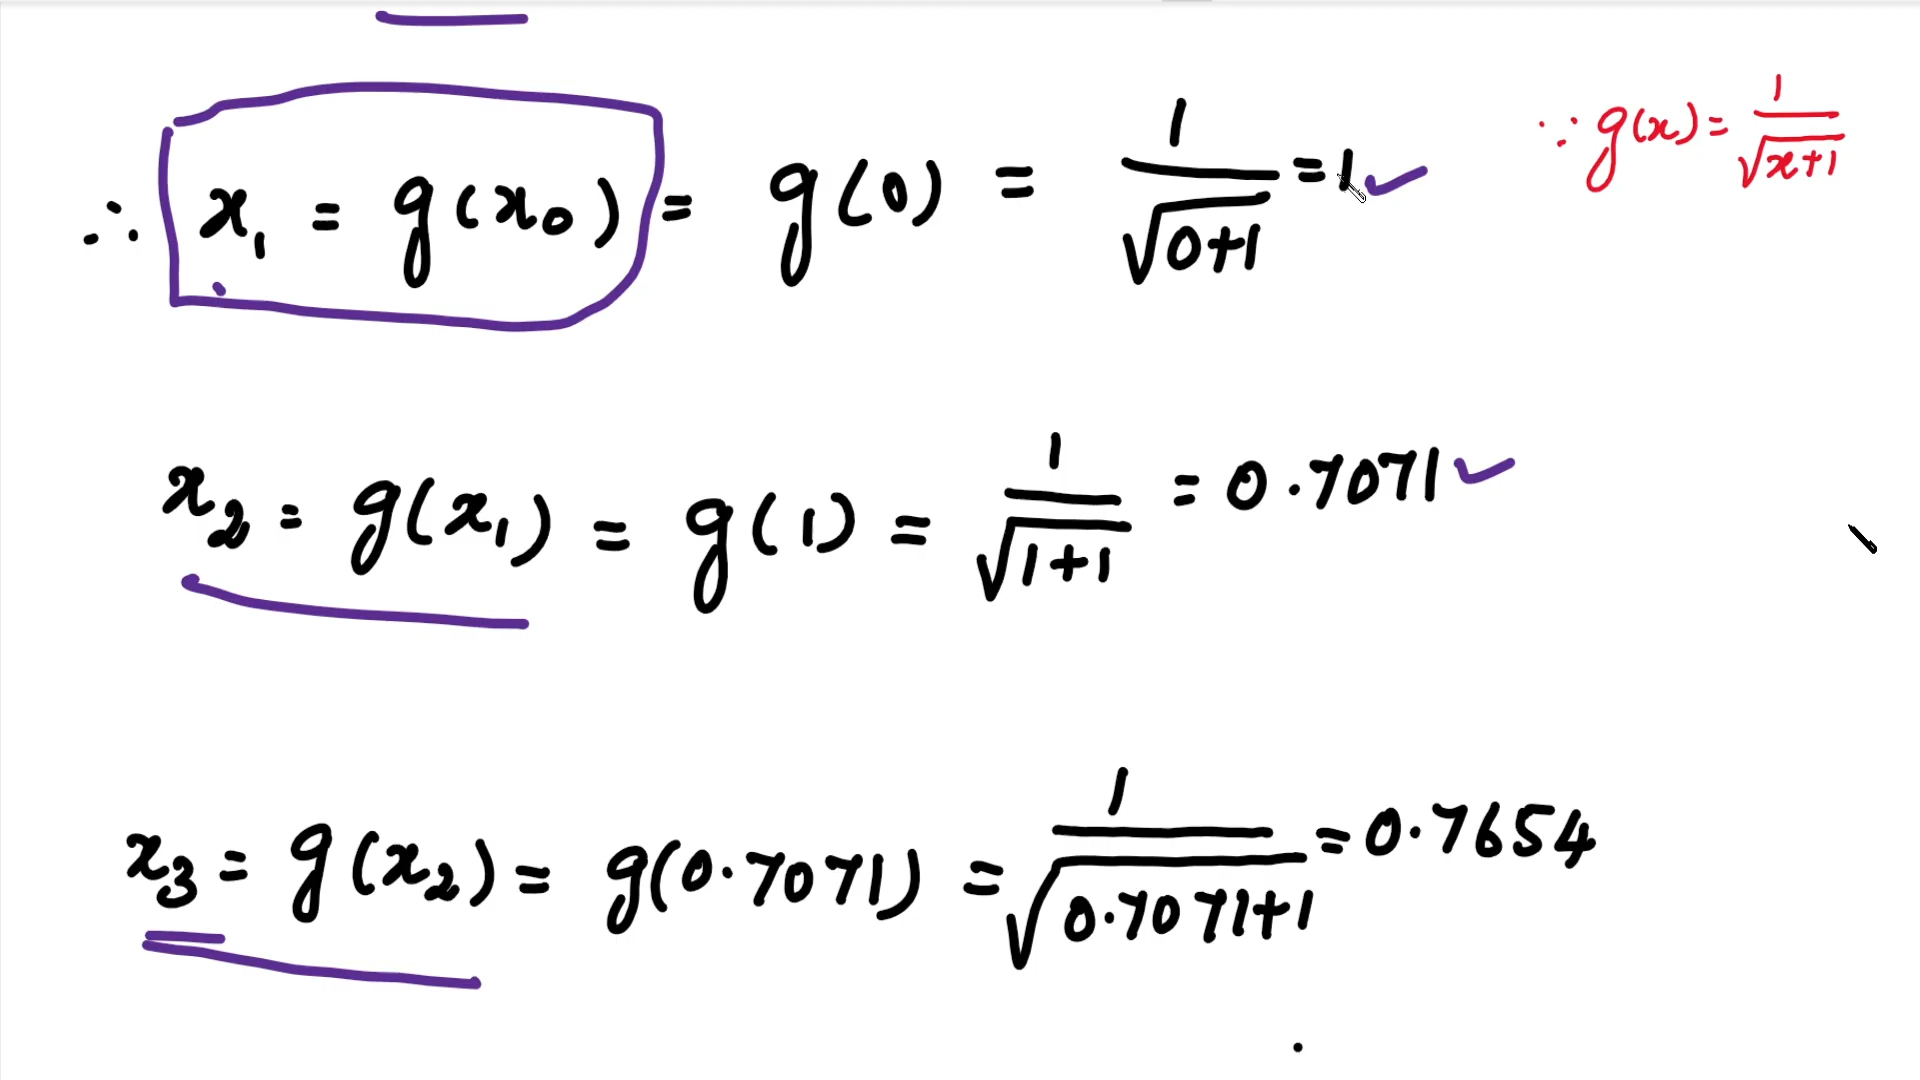 ∴ x₁ = g(x₀) = g(0) = 1/√(0+1) = 1 ∵ g(x) = 1/√(x+1)
x₂ = g(x₁) = g(1) = 1/√(1+1) = 0.7071
x₃ = g(x₂) = g(0.7071) = 1/√(0.7071+1) = 0.7654